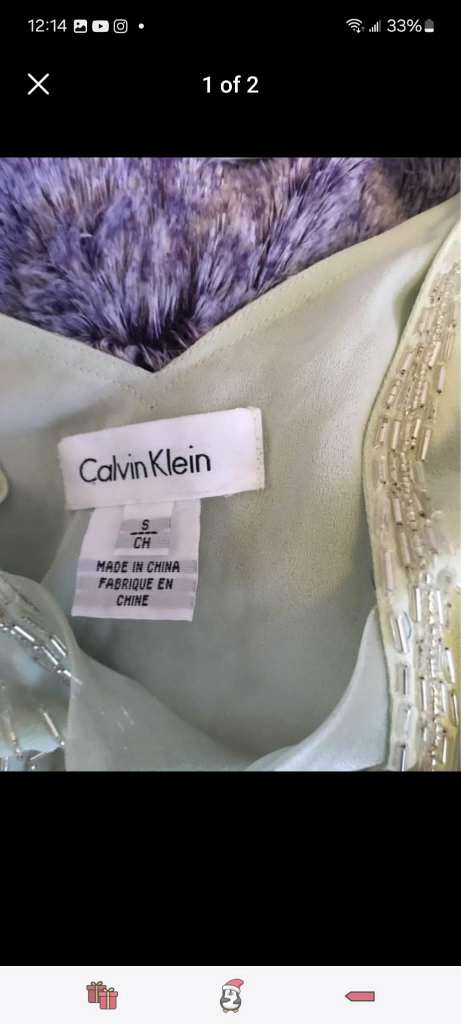 12:14
33%
1 of 2
Calvin Klein
S
CH
MADE IN CHINA
FABRIQUE EN
CHINE